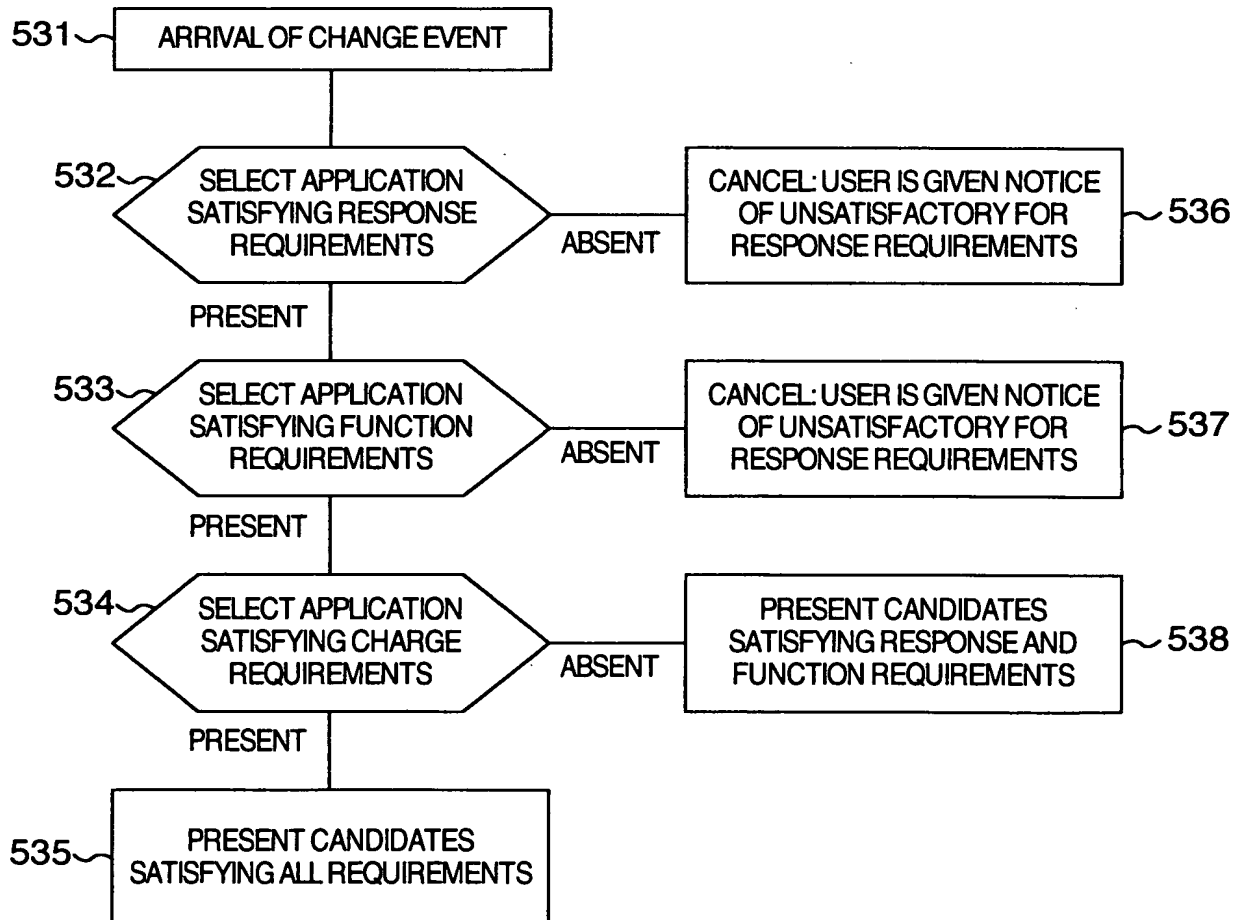 531
ARRIVAL OF CHANGE EVENT
532
SELECT APPLICATION
SATISFYING RESPONSE
REQUIREMENTS
ABSENT
CANCEL: USER IS GIVEN NOTICE
OF UNSATISFACTORY FOR
RESPONSE REQUIREMENTS
536
PRESENT
533
SELECT APPLICATION
SATISFYING FUNCTION
REQUIREMENTS
ABSENT
CANCEL: USER IS GIVEN NOTICE
OF UNSATISFACTORY FOR
RESPONSE REQUIREMENTS
537
PRESENT
534
SELECT APPLICATION
SATISFYING CHARGE
REQUIREMENTS
ABSENT
PRESENT CANDIDATES
SATISFYING RESPONSE AND
FUNCTION REQUIREMENTS
538
PRESENT
535
PRESENT CANDIDATES
SATISFYING ALL REQUIREMENTS